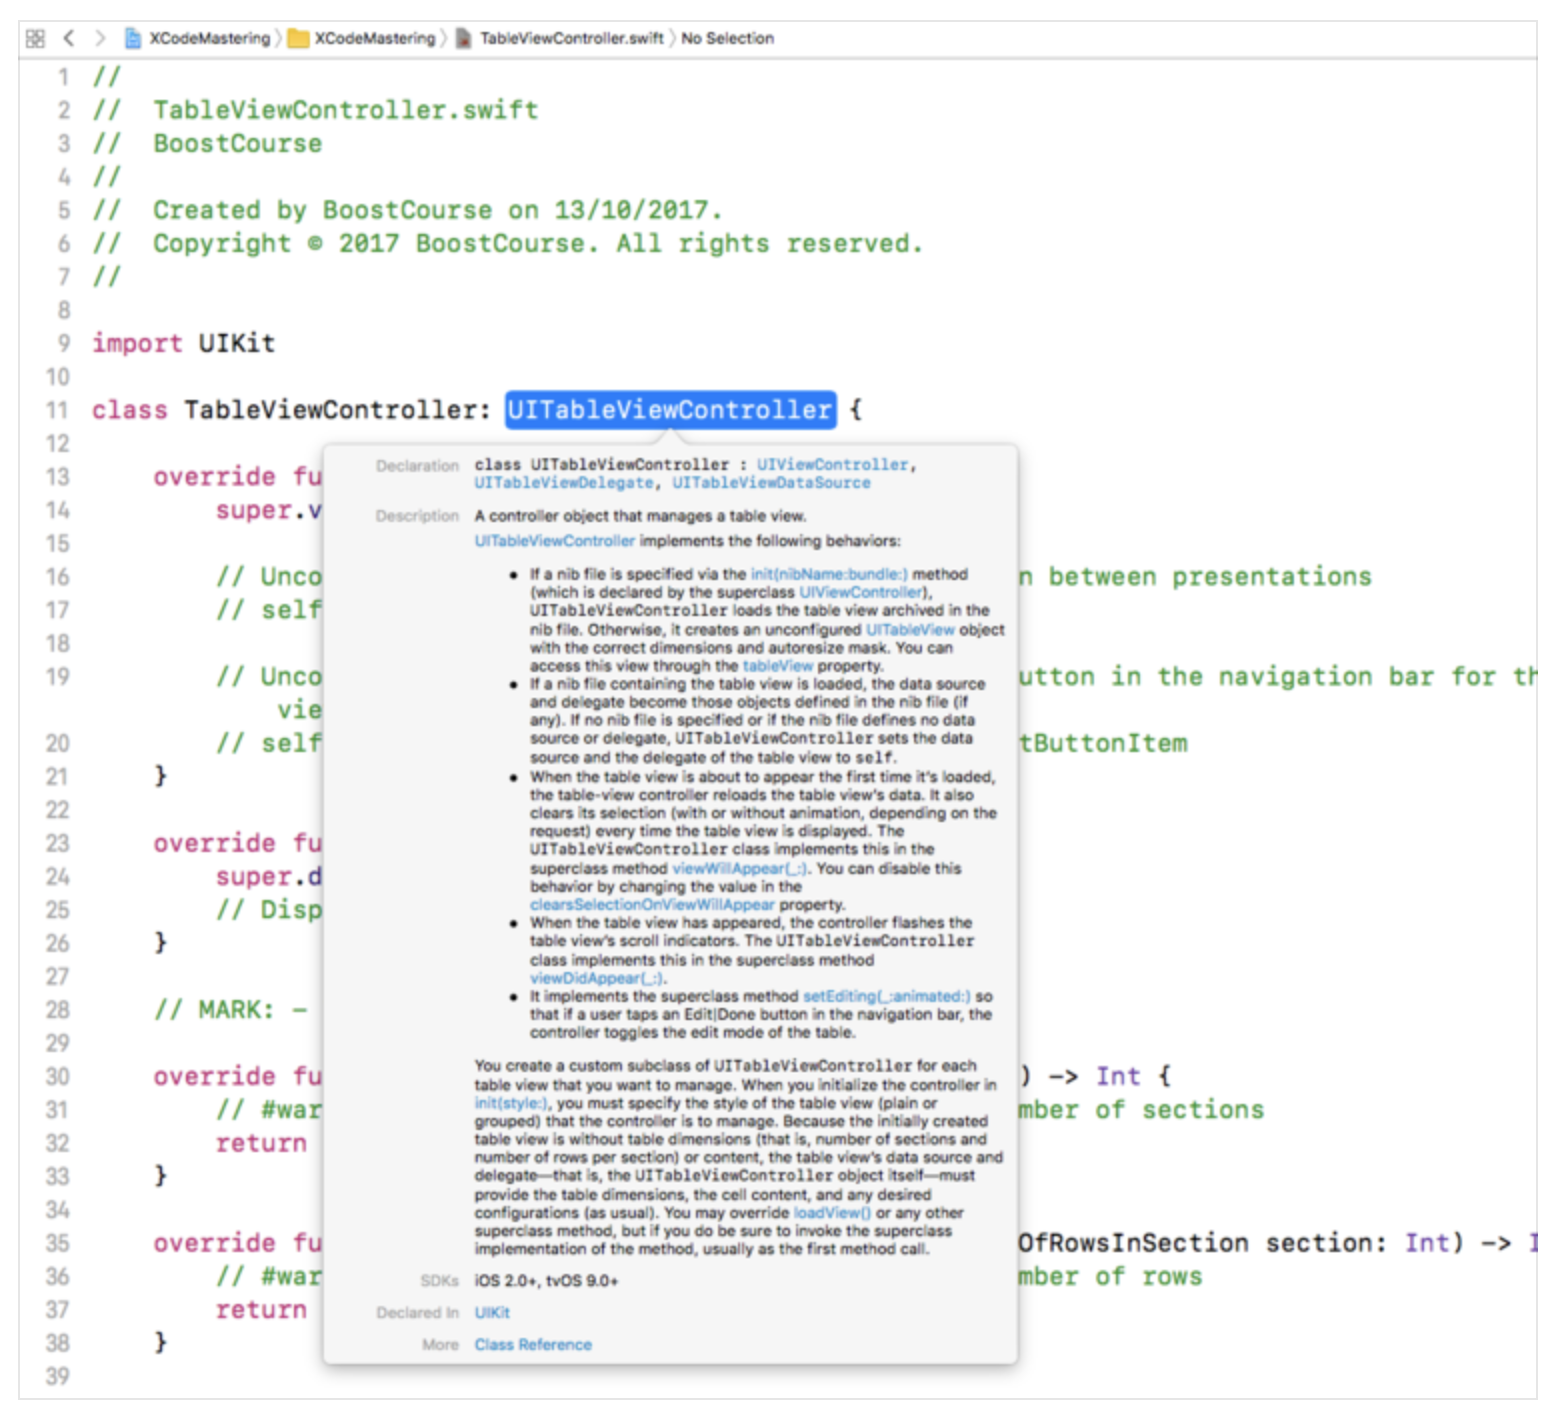 XCodeMastering 〉 XCodeMastering 〉 TableViewController.swift 〉 No Selection
1 //
2 //  TableViewController.swift
3 //  BoostCourse
4 //
5 //  Created by BoostCourse on 13/10/2017.
6 //  Copyright © 2017 BoostCourse. All rights reserved.
7 //
8
9 import UIKit
10
11 class TableViewController: UITableViewController {
12
13 override fu
14 super.v
15
16 // Unco n between presentations
17 // self
18
19 // Unco utton in the navigation bar for th
vie
20 // self tButtonItem
21 }
22
23 override fu
24 super.d
25 // Disp
26 }
27
28 // MARK: –
29
30 override fu ) -> Int {
31 // #war mber of sections
32 return
33 }
34
35 override fu OfRowsInSection section: Int) -> I
36 // #war mber of rows
37 return
38 }
39
Declaration class UITableViewController : UIViewController,
UITableViewDelegate, UITableViewDataSource
Description A controller object that manages a table view.
UITableViewController implements the following behaviors:
• If a nib file is specified via the init(nibName:bundle:) method
(which is declared by the superclass UIViewController),
UITableViewController loads the table view archived in the
nib file. Otherwise, it creates an unconfigured UITableView object
with the correct dimensions and autoresize mask. You can
access this view through the tableView property.
• If a nib file containing the table view is loaded, the data source
and delegate become those objects defined in the nib file (if
any). If no nib file is specified or if the nib file defines no data
source or delegate, UITableViewController sets the data
source and the delegate of the table view to self.
• When the table view is about to appear the first time it's loaded,
the table-view controller reloads the table view's data. It also
clears its selection (with or without animation, depending on the
request) every time the table view is displayed. The
UITableViewController class implements this in the
superclass method viewWillAppear(_:). You can disable this
behavior by changing the value in the
clearsSelectionOnViewWillAppear property.
• When the table view has appeared, the controller flashes the
table view's scroll indicators. The UITableViewController
class implements this in the superclass method
viewDidAppear(_:).
• It implements the superclass method setEditing(_:animated:) so
that if a user taps an Edit|Done button in the navigation bar, the
controller toggles the edit mode of the table.
You create a custom subclass of UITableViewController for each
table view that you want to manage. When you initialize the controller in
init(style:), you must specify the style of the table view (plain or
grouped) that the controller is to manage. Because the initially created
table view is without table dimensions (that is, number of sections and
number of rows per section) or content, the table view's data source and
delegate—that is, the UITableViewController object itself—must
provide the table dimensions, the cell content, and any desired
configurations (as usual). You may override loadView() or any other
superclass method, but if you do be sure to invoke the superclass
implementation of the method, usually as the first method call.
SDKs iOS 2.0+, tvOS 9.0+
Declared In UIKit
More Class Reference